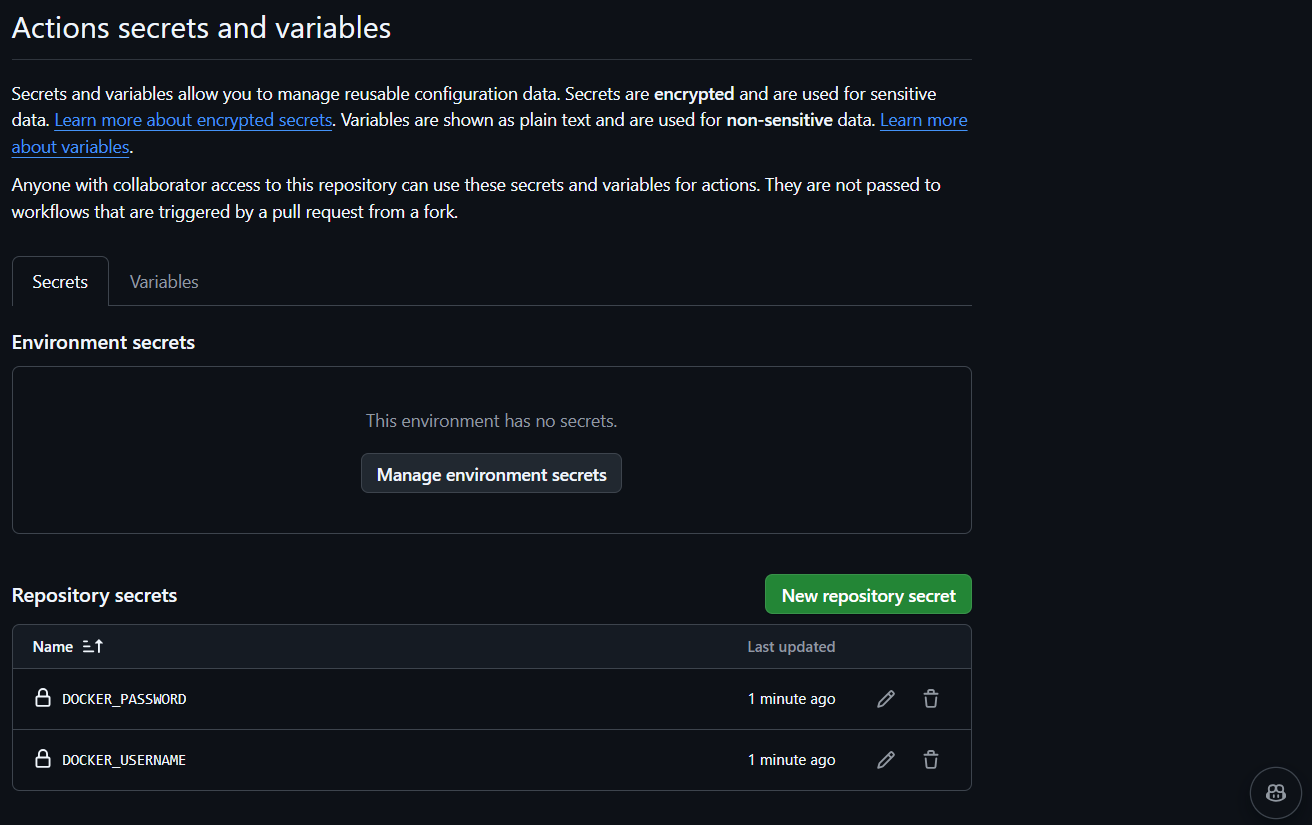 Actions secrets and variables
Secrets and variables allow you to manage reusable configuration data. Secrets are encrypted and are used for sensitive
data. Learn more about encrypted secrets. Variables are shown as plain text and are used for non-sensitive data. Learn more
about variables.
Anyone with collaborator access to this repository can use these secrets and variables for actions. They are not passed to
workflows that are triggered by a pull request from a fork.
Secrets Variables
Environment secrets
This environment has no secrets.
Manage environment secrets
Repository secrets New repository secret
Name Last updated
DOCKER_PASSWORD 1 minute ago
DOCKER_USERNAME 1 minute ago